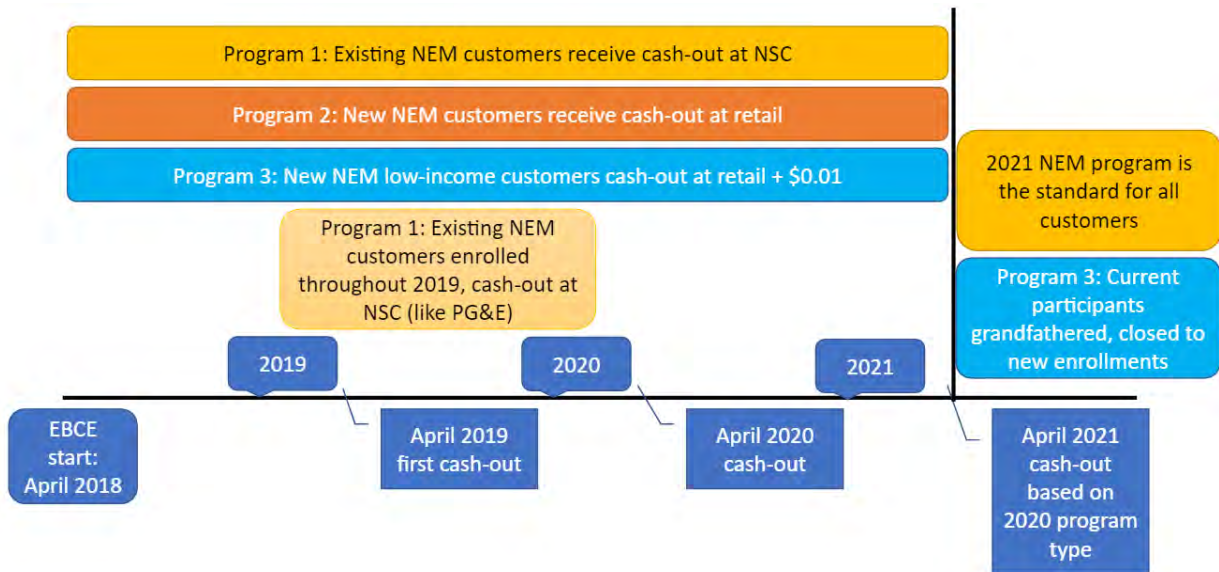 Program 1: Existing NEM customers receive cash-out at NSC
Program 2: New NEM customers receive cash-out at retail
Program 3: New NEM low-income customers cash-out at retail + $0.01
Program 1: Existing NEM
customers enrolled
throughout 2019, cash-out at
NSC (like PG&E)
2021 NEM program is
the standard for all
customers
Program 3: Current
participants
grandfathered, closed to
new enrollments
2019
2020
2021
EBCE
start:
April 2018
April 2019
first cash-out
April 2020
cash-out
April 2021
cash-out
based on
2020 program
type